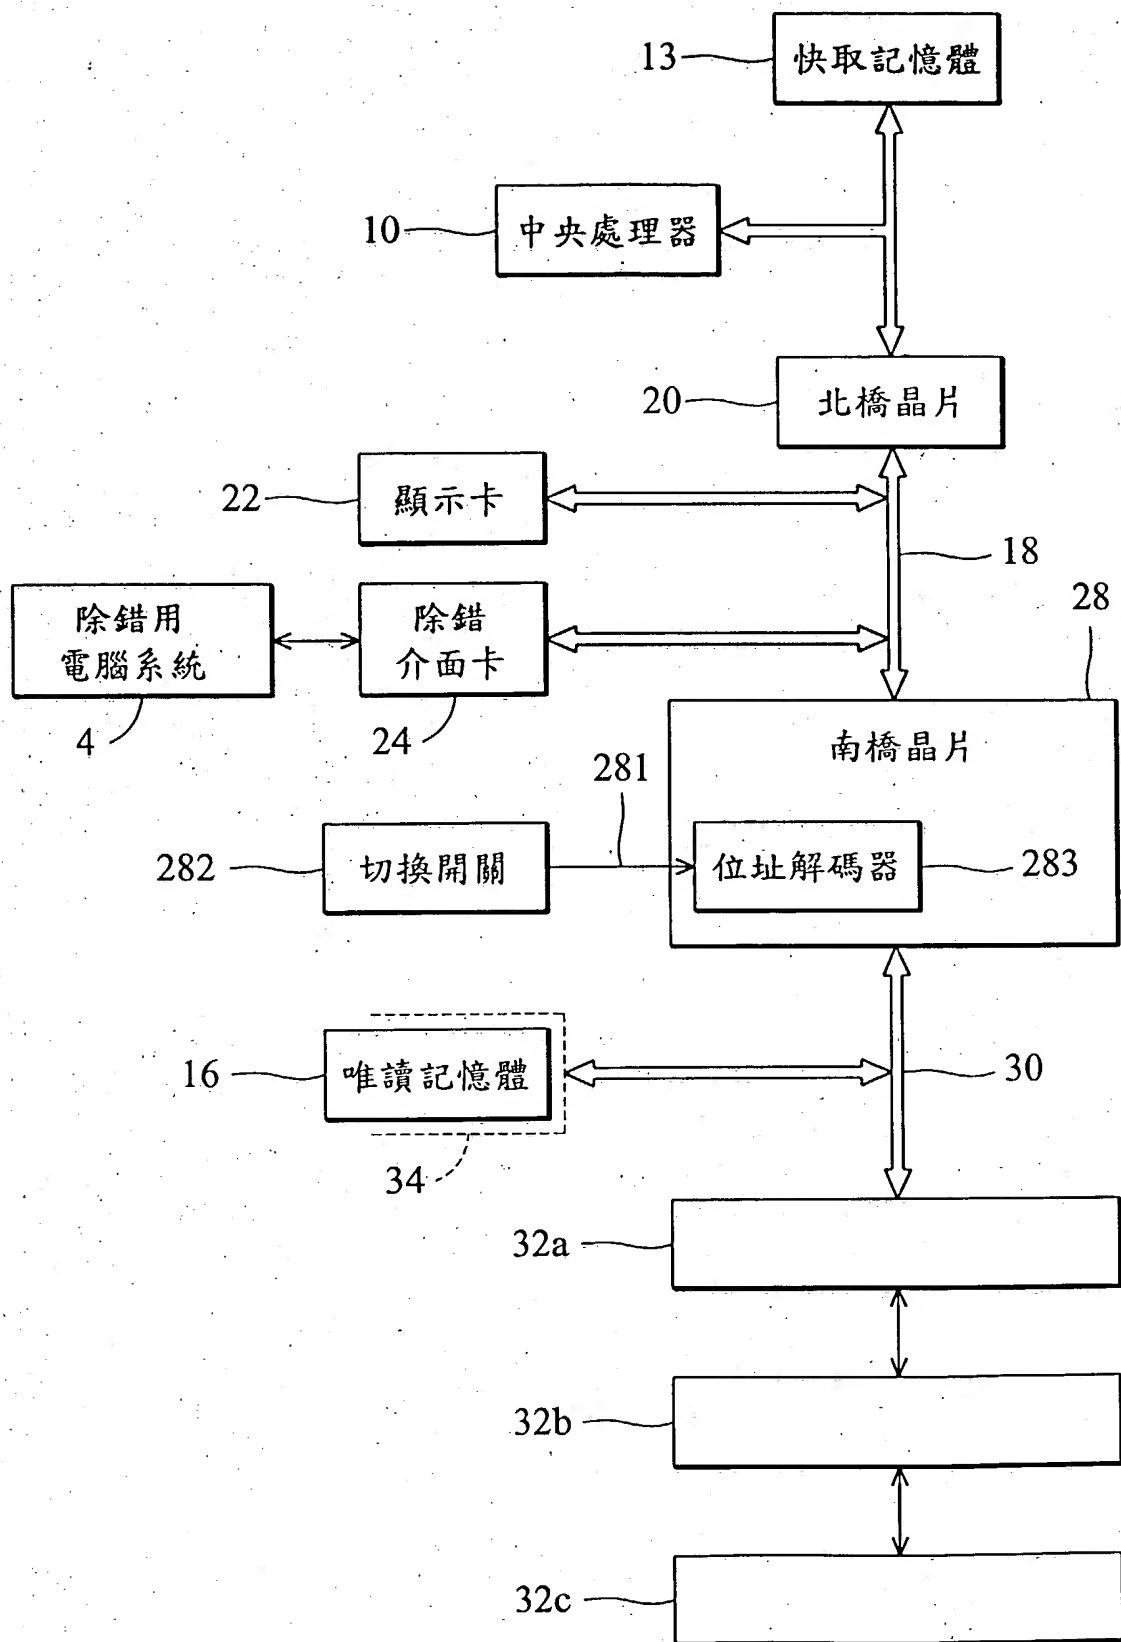 13
快取記憶體
10
中央處理器
20
北橋晶片
22
顯示卡
18
28
除錯用
電腦系統
除錯
介面卡
4
24
南橋晶片
281
282
切換開關
位址解碼器
283
16
唯讀記憶體
30
34
32a
32b
32c